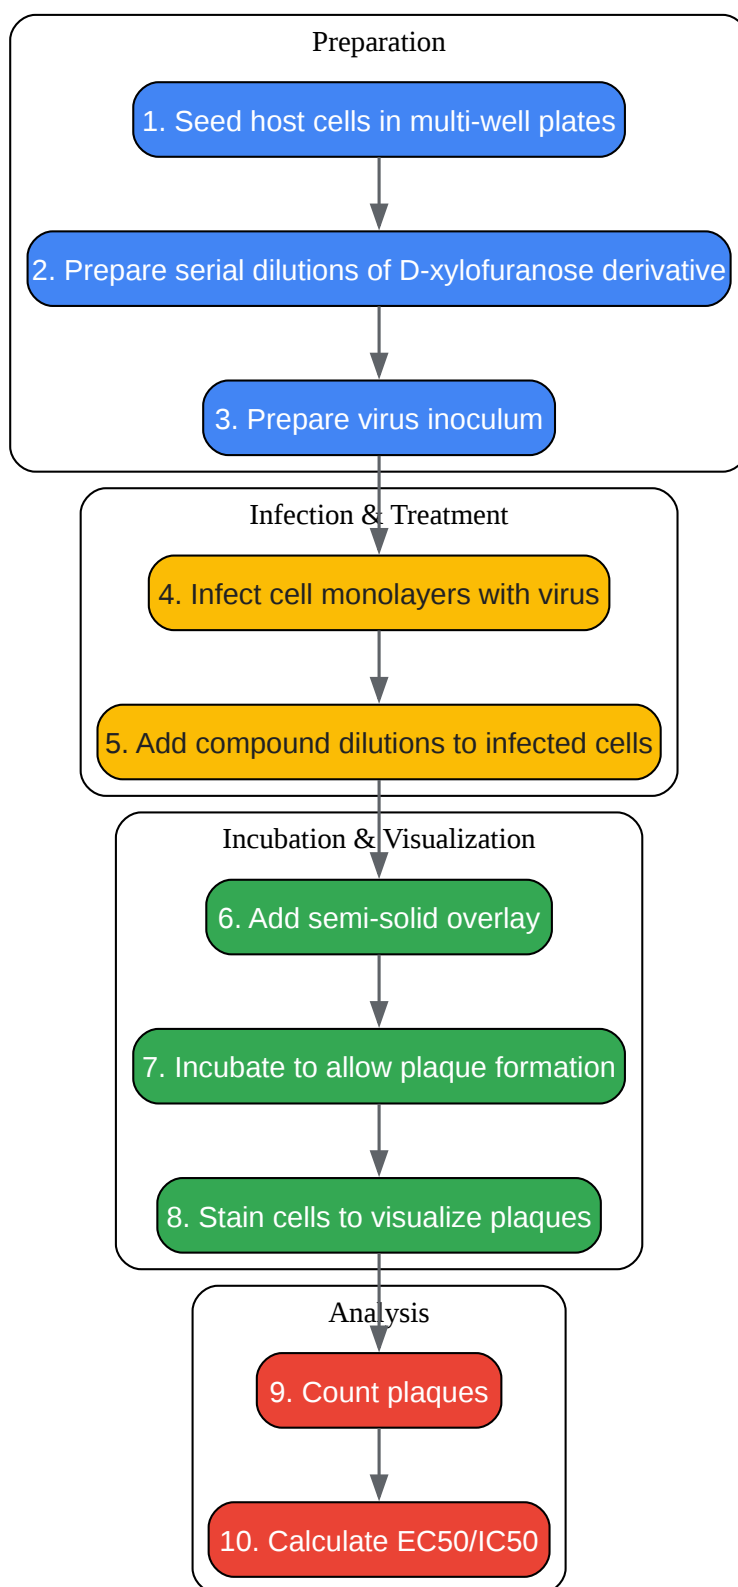 Preparation
1. Seed host cells in multi-well plates
2. Prepare serial dilutions of D-xylofuranose derivative
3. Prepare virus inoculum
Infection & Treatment
4. Infect cell monolayers with virus
5. Add compound dilutions to infected cells
Incubation & Visualization
6. Add semi-solid overlay
7. Incubate to allow plaque formation
8. Stain cells to visualize plaques
Analysis
9. Count plaques
10. Calculate EC50/IC50